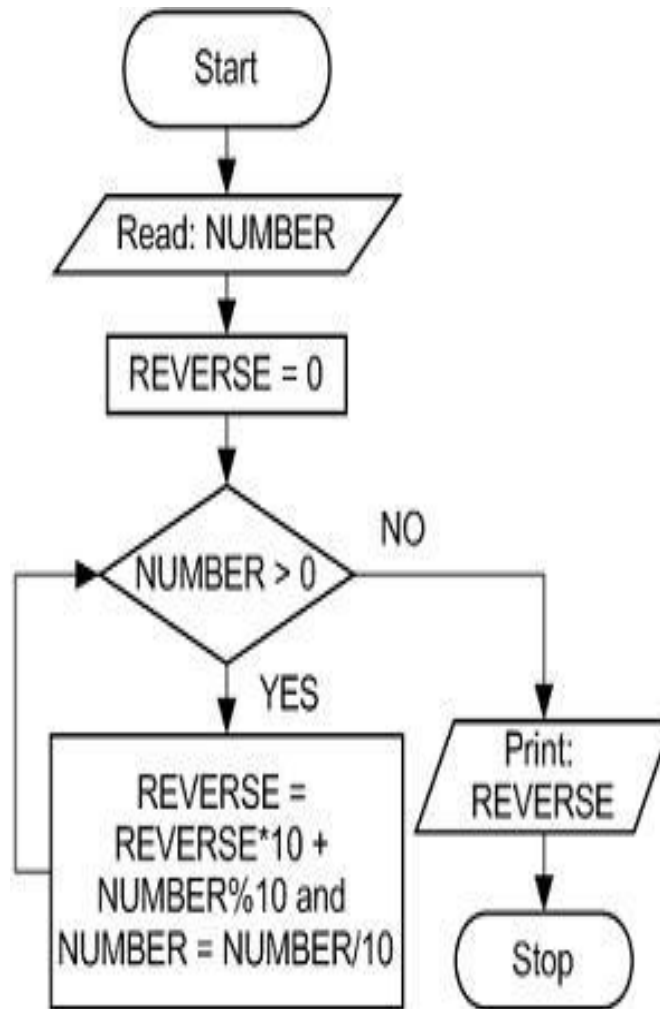 Start
Read: NUMBER
REVERSE = 0
NUMBER > 0
NO
YES
REVERSE =
REVERSE*10 +
NUMBER%10 and
NUMBER = NUMBER/10
Print:
REVERSE
Stop